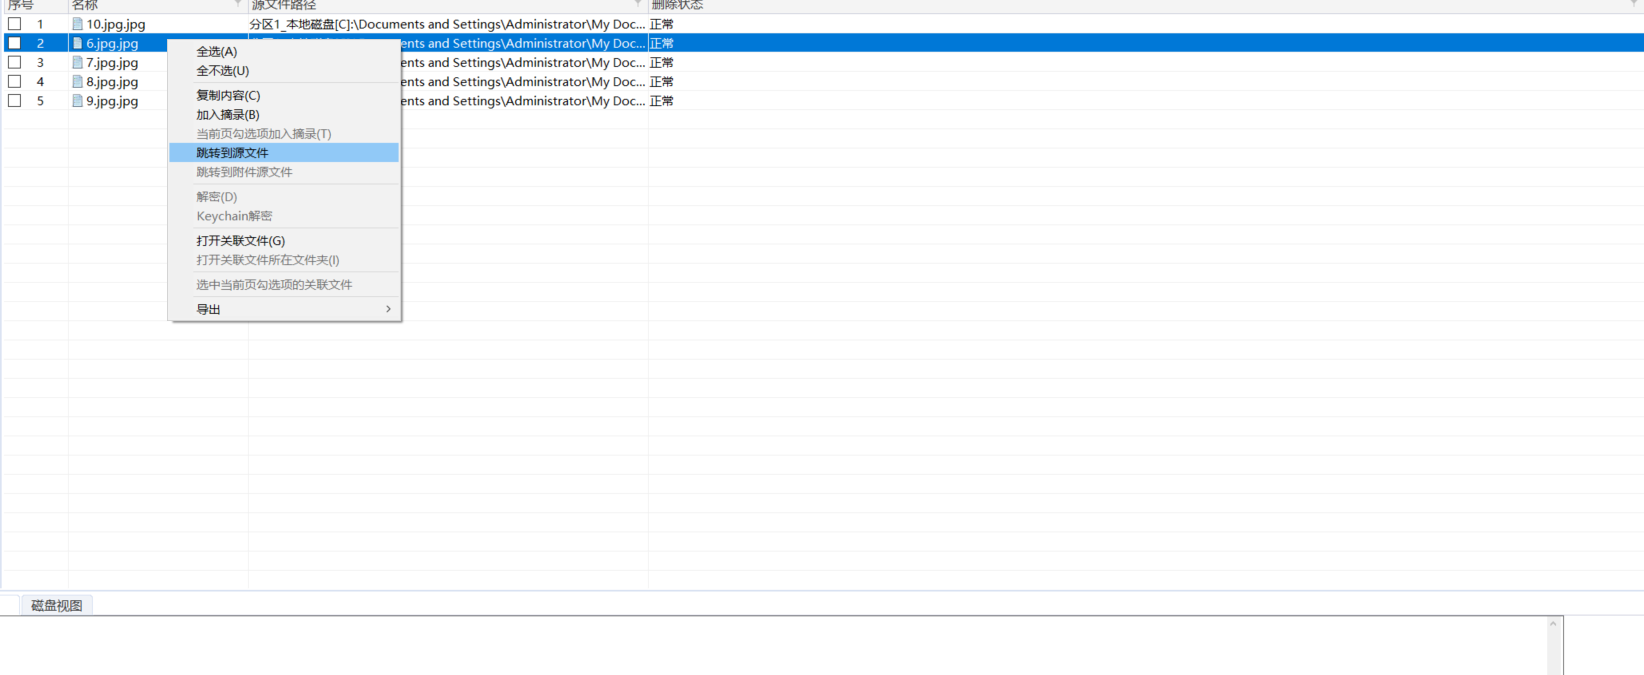 序号 名称 源文件路径 删除状态
1 10.jpg.jpg 分区1_本地磁盘[C]:\Documents and Settings\Administrator\My Doc... 正常
2 6.jpg.jpg ents and Settings\Administrator\My Doc... 正常
3 7.jpg.jpg ents and Settings\Administrator\My Doc... 正常
4 8.jpg.jpg ents and Settings\Administrator\My Doc... 正常
5 9.jpg.jpg ents and Settings\Administrator\My Doc... 正常
全选(A)
全不选(U)
复制内容(C)
加入摘录(B)
当前页勾选项加入摘录(T)
跳转到源文件
跳转到附件源文件
解密(D)
Keychain解密
打开关联文件(G)
打开关联文件所在文件夹(I)
选中当前页勾选项的关联文件
导出
磁盘视图